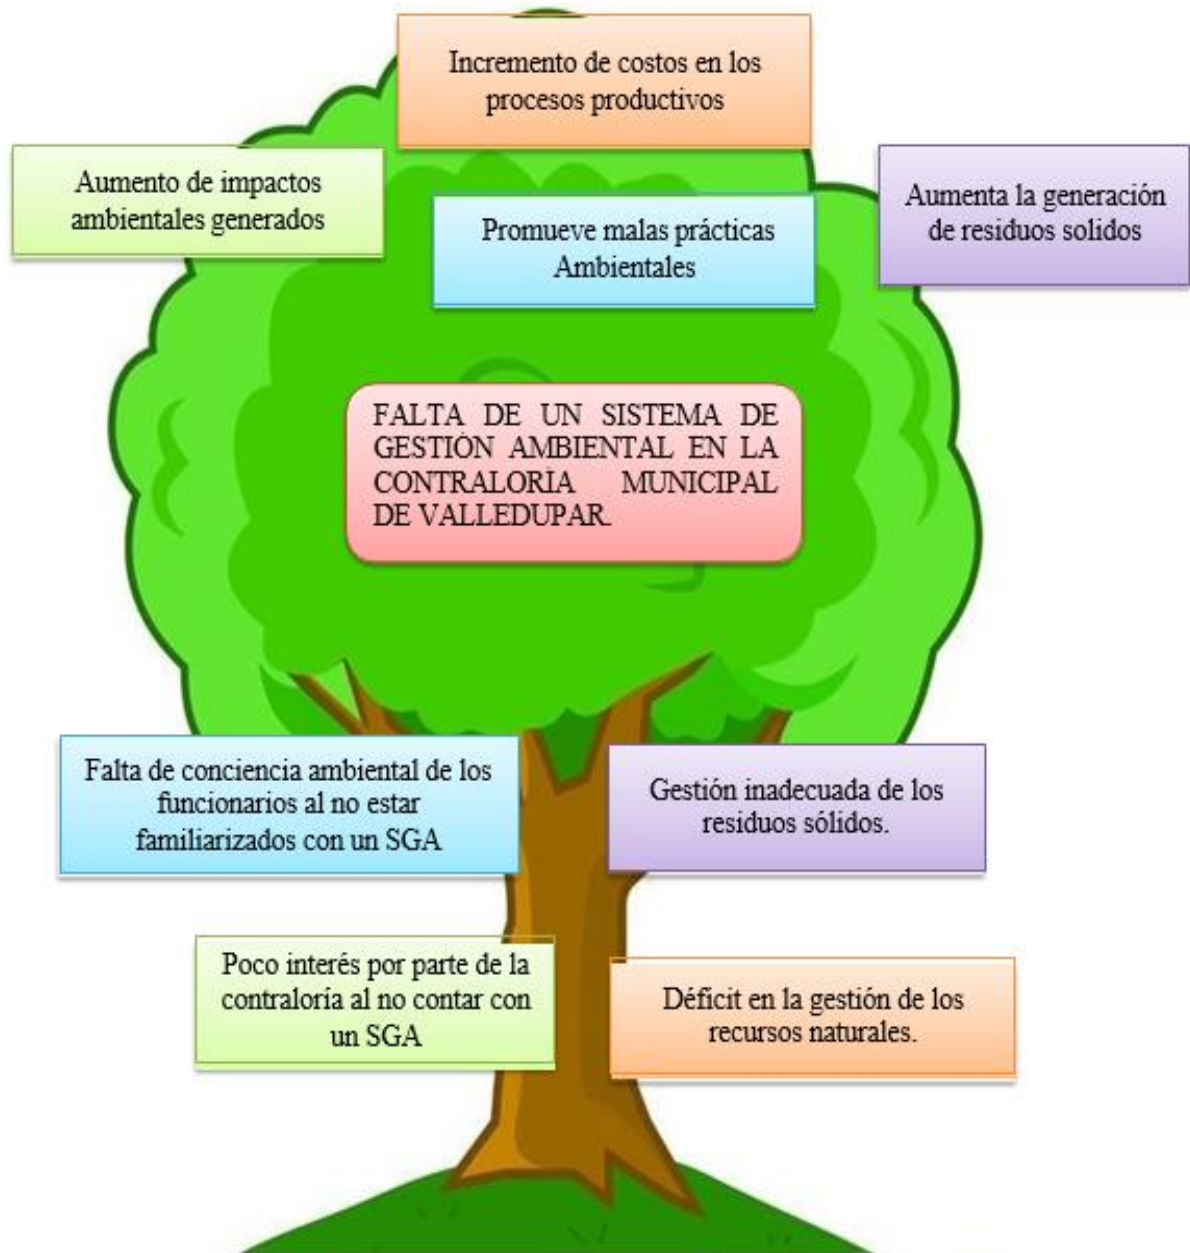 Incremento de costos en los
procesos productivos
Aumento de impactos
ambientales generados
Promueve malas prácticas
Ambientales
Aumenta la generación
de residuos solidos
FALTA DE UN SISTEMA DE
GESTIÓN AMBIENTAL EN LA
CONTRALORÍA MUNICIPAL
DE VALLEDUPAR.
Falta de conciencia ambiental de los
funcionarios al no estar
familiarizados con un SGA
Gestión inadecuada de los
residuos sólidos.
Poco interés por parte de la
contraloría al no contar con
un SGA
Déficit en la gestión de los
recursos naturales.